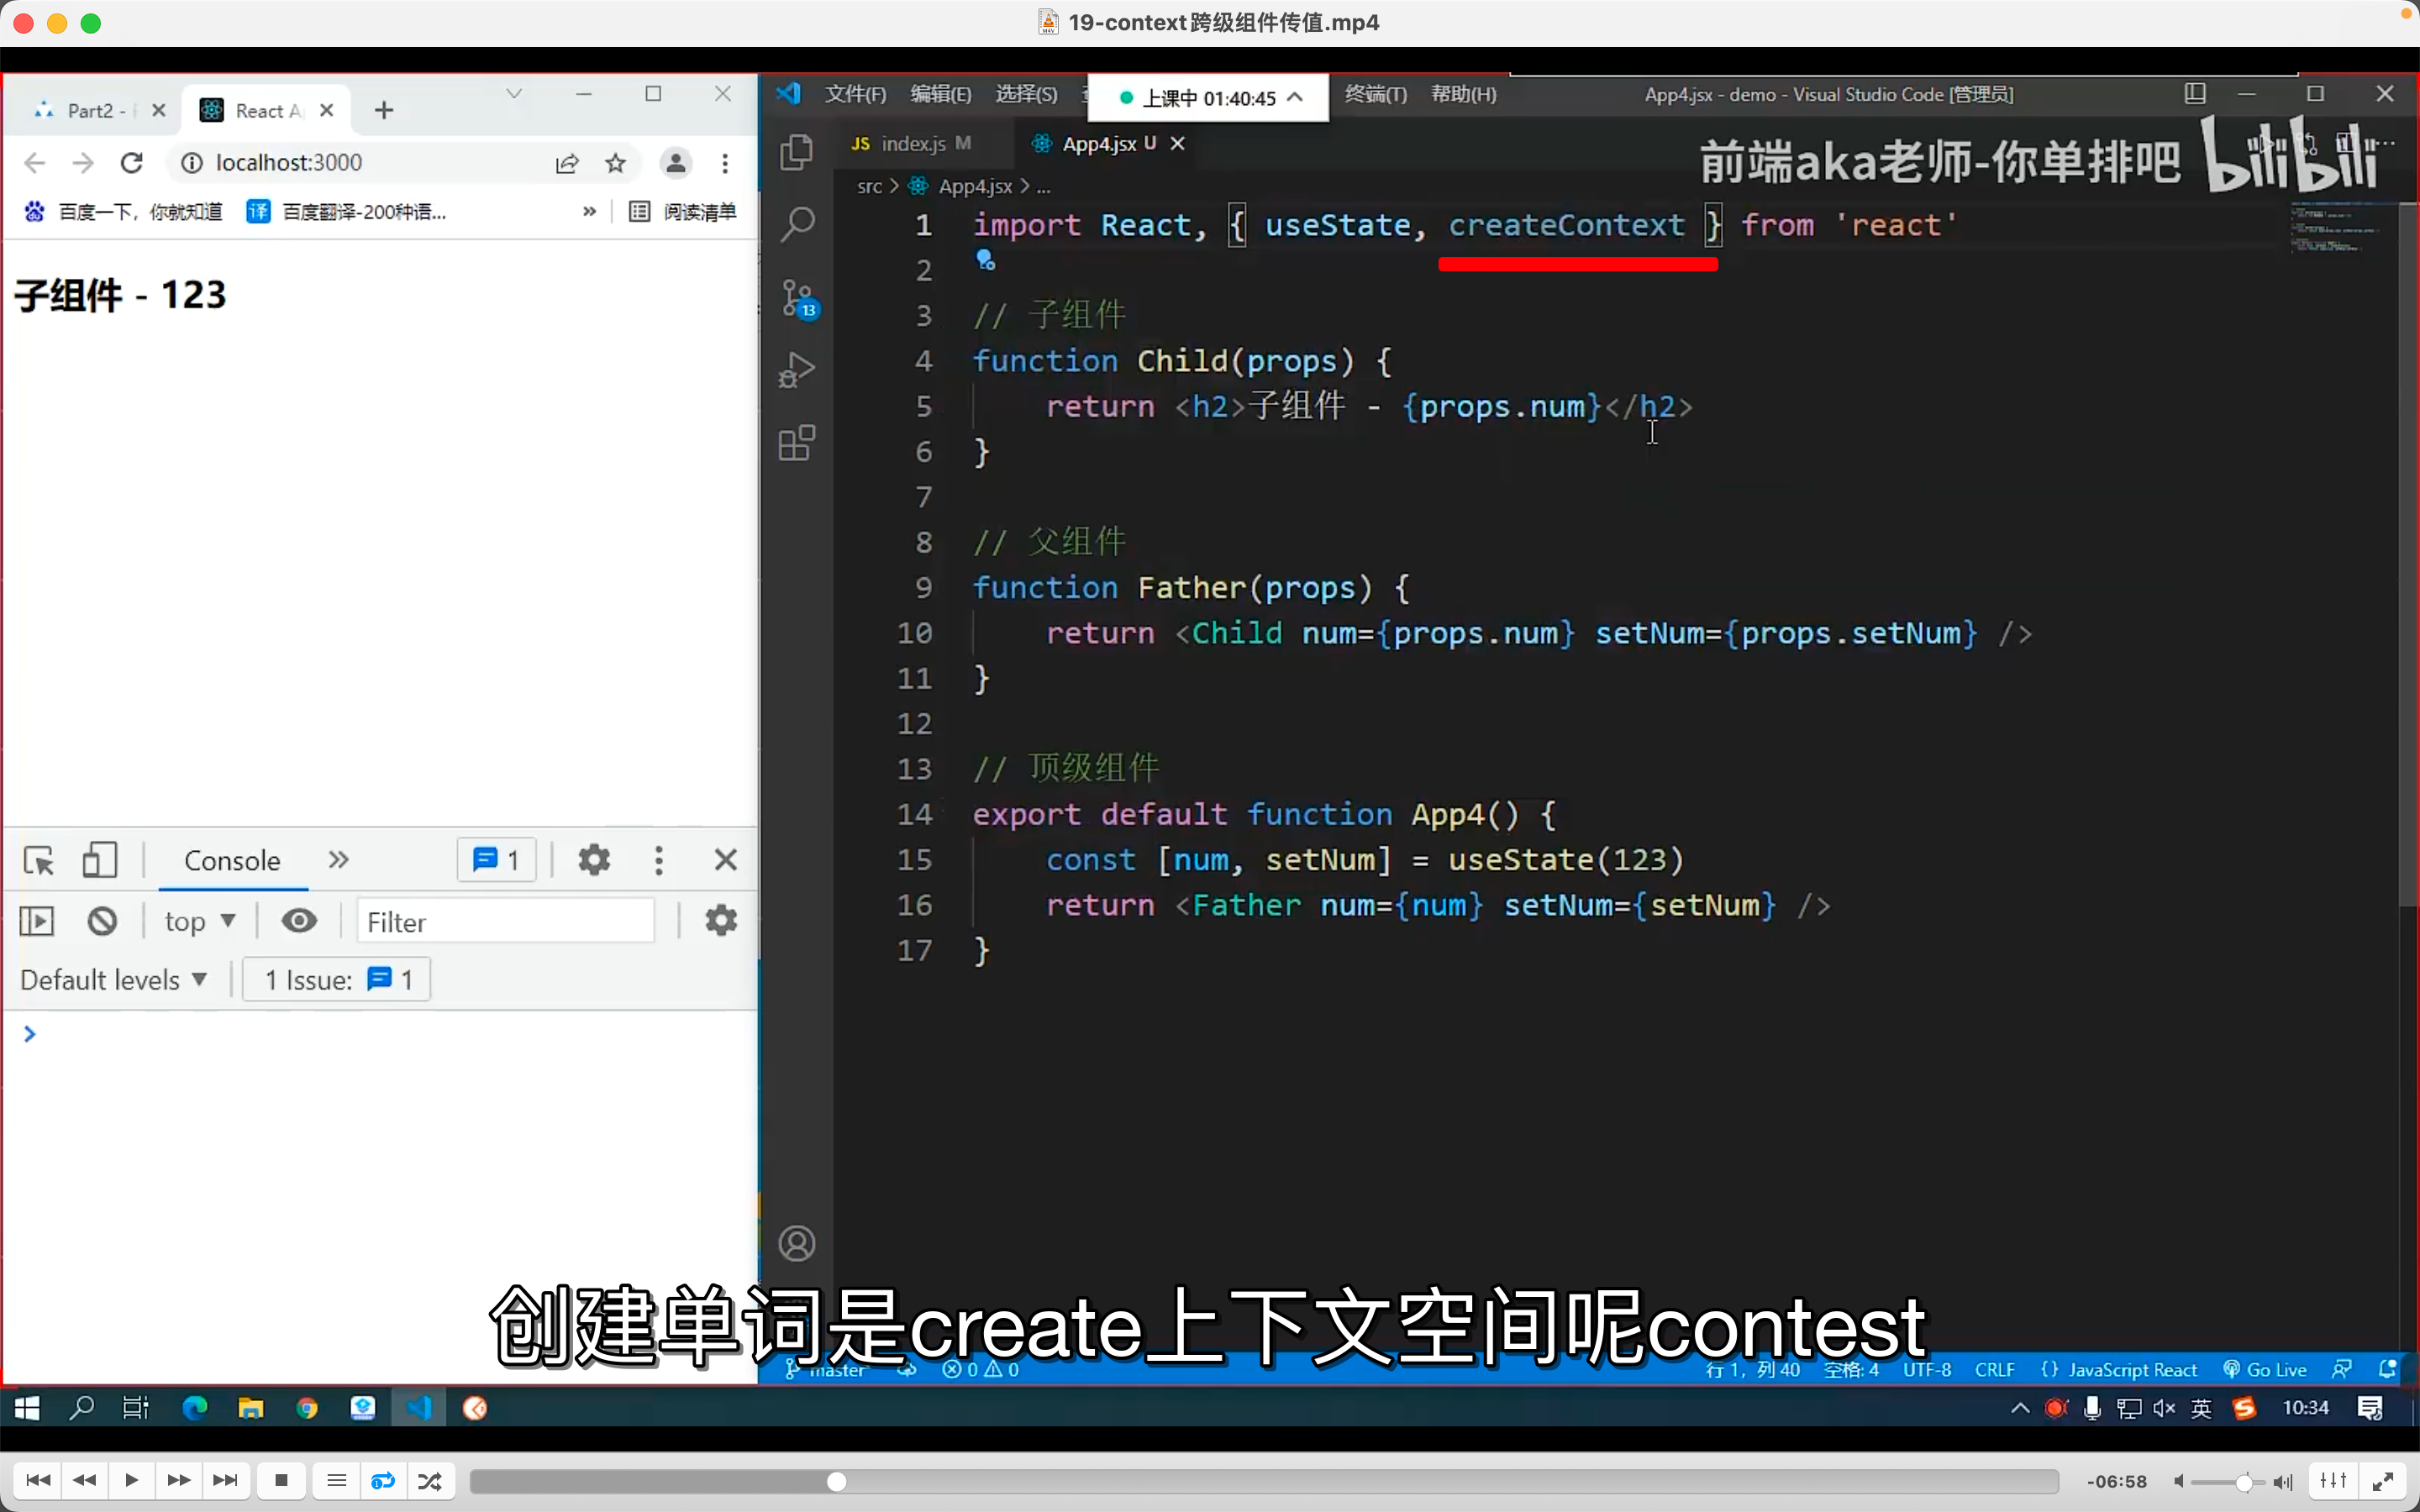 19-context跨级组件传值.mp4
Part2 -
React A
localhost:3000
百度一下，你就知道
译
百度翻译-200种语...
»
阅读清单
子组件 - 123
Console
1
top
Filter
Default levels
1 Issue:
1
文件(F) 编辑(E) 选择(S)
上课中 01:40:45
终端(T) 帮助(H)
App4.jsx - demo - Visual Studio Code [管理员]
JS index.js M
App4.jsx U
前端aka老师-你单排吧
bilibili
src > App4.jsx > ...
13
1 import React, { useState, createContext } from 'react'
2
3 // 子组件
4 function Child(props) {
5 return <h2>子组件 - {props.num}</h2>
6 }
7
8 // 父组件
9 function Father(props) {
10 return <Child num={props.num} setNum={props.setNum} />
11 }
12
13 // 顶级组件
14 export default function App4() {
15 const [num, setNum] = useState(123)
16 return <Father num={num} setNum={setNum} />
17 }
创建单词是create上下文空间呢contest
master
0
0
行 1，列 40
空格: 4
UTF-8
CRLF
{} JavaScript React
Go Live
英
10:34
-06:58